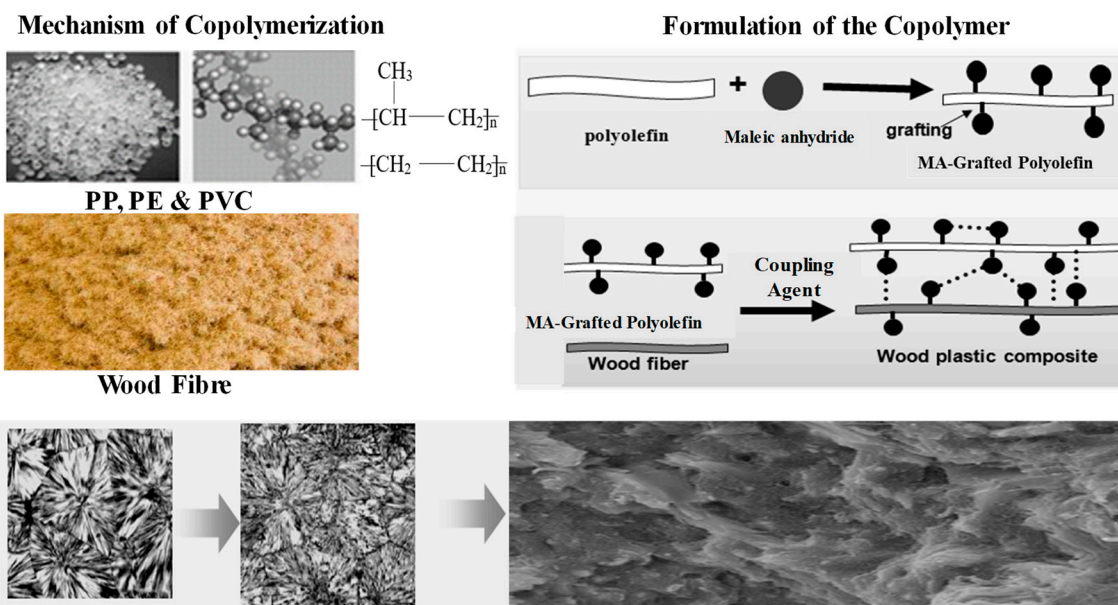 Mechanism of Copolymerization
CH₃
-[CH—CH₂]n
-[CH₂—CH₂]n
PP, PE & PVC
Wood Fibre
Formulation of the Copolymer
+
polyolefin
Maleic anhydride
grafting
MA-Grafted Polyolefin
Coupling
Agent
MA-Grafted Polyolefin
Wood fiber
Wood plastic composite